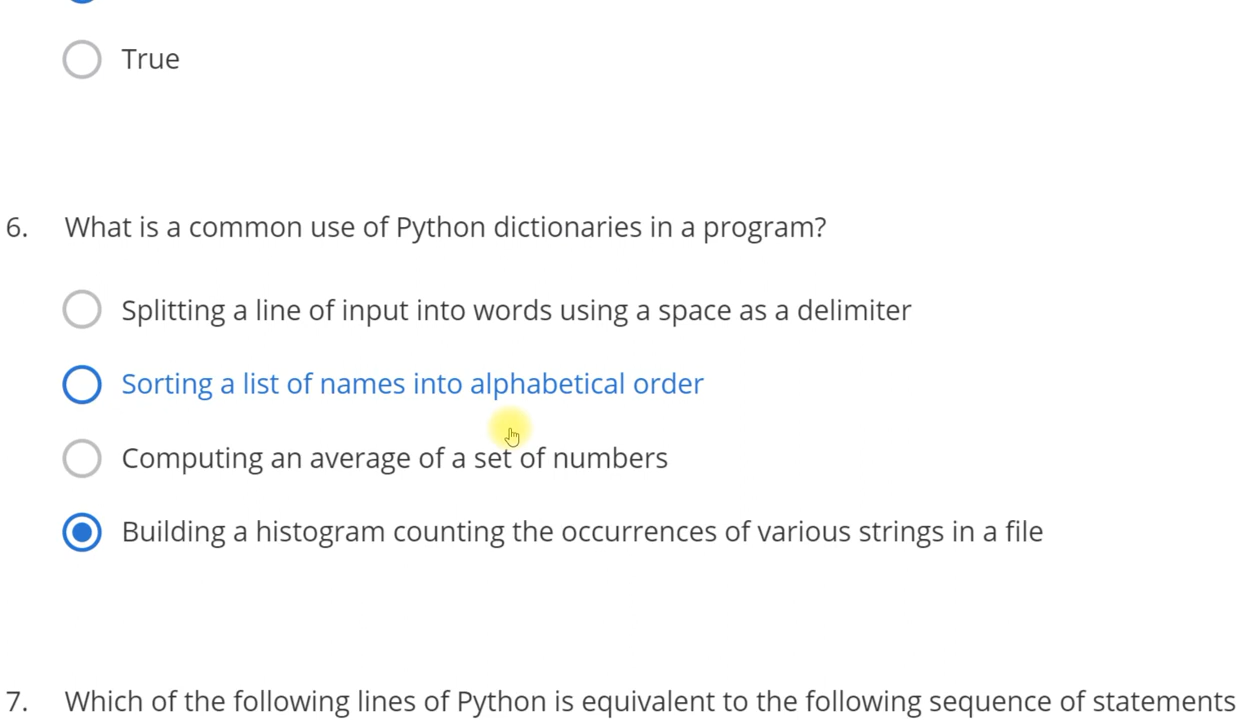 True
6. What is a common use of Python dictionaries in a program?
Splitting a line of input into words using a space as a delimiter
Sorting a list of names into alphabetical order
Computing an average of a set of numbers
Building a histogram counting the occurrences of various strings in a file
7. Which of the following lines of Python is equivalent to the following sequence of statements